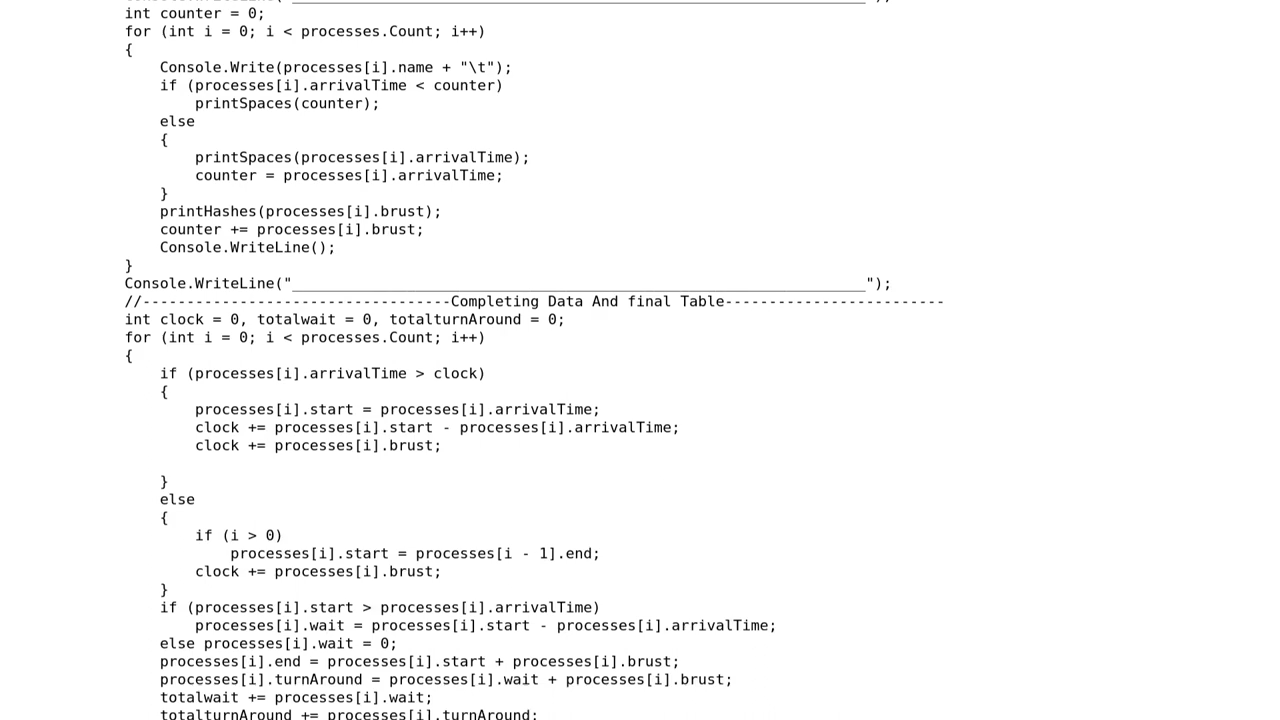 int counter = 0;
for (int i = 0; i < processes.Count; i++)
{
Console.Write(processes[i].name + "\t");
if (processes[i].arrivalTime < counter)
printSpaces(counter);
else
{
printSpaces(processes[i].arrivalTime);
counter = processes[i].arrivalTime;
}
printHashes(processes[i].brust);
counter += processes[i].brust;
Console.WriteLine();
}
Console.WriteLine("_________________________________________________________________");
//-----------------------------------Completing Data And final Table-------------------------
int clock = 0, totalwait = 0, totalturnAround = 0;
for (int i = 0; i < processes.Count; i++)
{
if (processes[i].arrivalTime > clock)
{
processes[i].start = processes[i].arrivalTime;
clock += processes[i].start - processes[i].arrivalTime;
clock += processes[i].brust;
}
else
{
if (i > 0)
processes[i].start = processes[i - 1].end;
clock += processes[i].brust;
}
if (processes[i].start > processes[i].arrivalTime)
processes[i].wait = processes[i].start - processes[i].arrivalTime;
else processes[i].wait = 0;
processes[i].end = processes[i].start + processes[i].brust;
processes[i].turnAround = processes[i].wait + processes[i].brust;
totalwait += processes[i].wait;
totalturnAround += processes[i].turnAround;